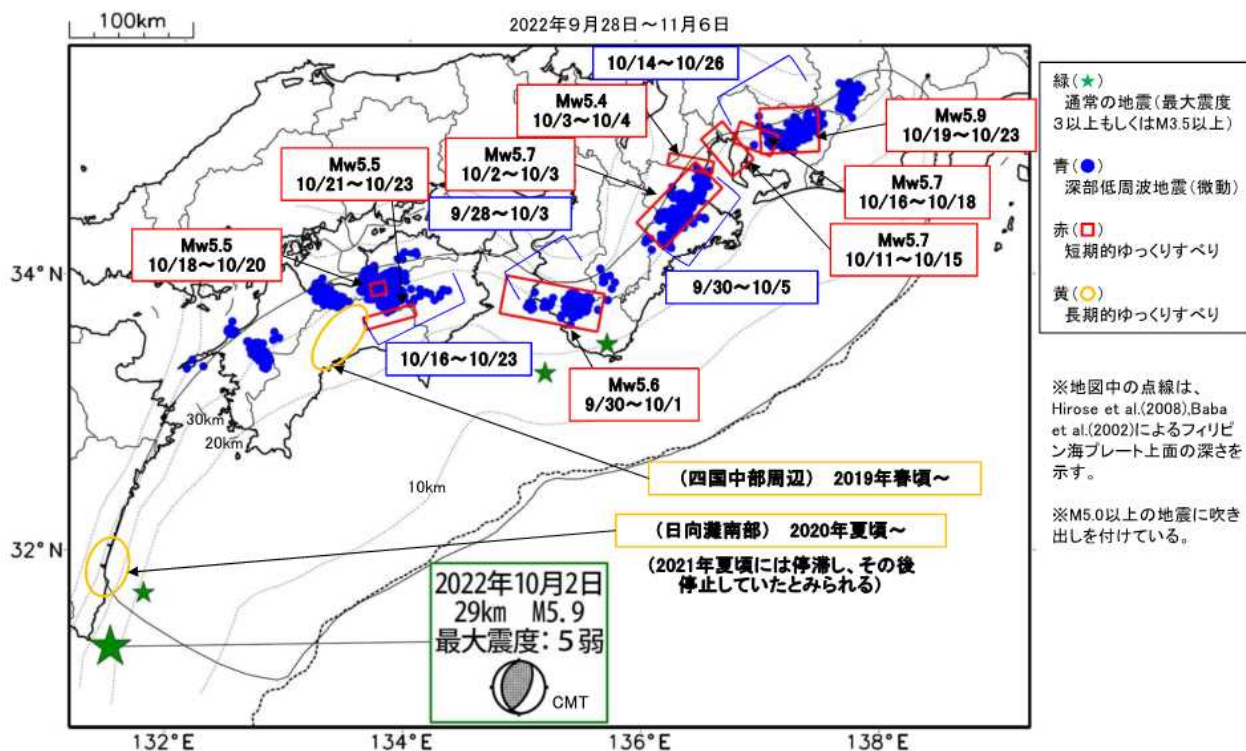 100km
2022年9月28日～11月6日
10/14～10/26
Mw5.4
10/3～10/4
Mw5.9
10/19～10/23
Mw5.5
10/21～10/23
Mw5.7
10/2～10/3
Mw5.7
10/16～10/18
9/28～10/3
Mw5.5
10/18～10/20
Mw5.7
10/11～10/15
34°N
9/30～10/5
10/16～10/23
Mw5.6
9/30～10/1
30km
20km
10km
(四国中部周辺) 2019年春頃～
(日向灘南部) 2020年夏頃～
(2021年夏頃には停滞し、その後
停止していたとみられる)
32°N
2022年10月2日
29km M5.9
最大震度:5弱
CMT
132°E
134°E
136°E
138°E
緑(★)
通常の地震(最大震度
3以上もしくはM3.5以上)
青(●)
深部低周波地震(微動)
赤(□)
短期的ゆっくりすべり
黄(○)
長期的ゆっくりすべり
※地図中の点線は、
Hirose et al.(2008),Baba
et al.(2002)によるフィリピ
ン海プレート上面の深さを
示す。
※M5.0以上の地震に吹き
出しを付けている。